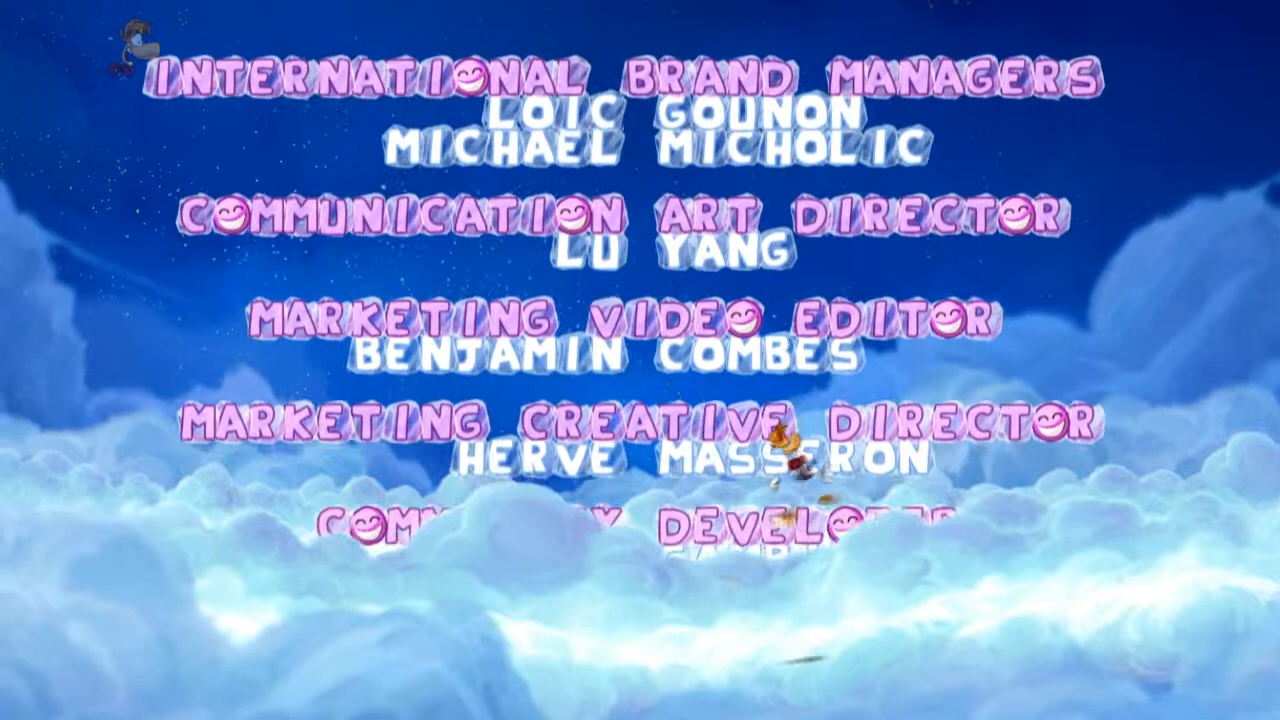 INTERNATIONAL BRAND MANAGERS
LOIC GOUNON
MICHAEL MICHOLIC
COMMUNICATION ART DIRECTOR
LU YANG
MARKETING VIDEO EDITOR
BENJAMIN COMBES
MARKETING CREATIVE DIRECTOR
HERVE MASSERON
DEVELOPER